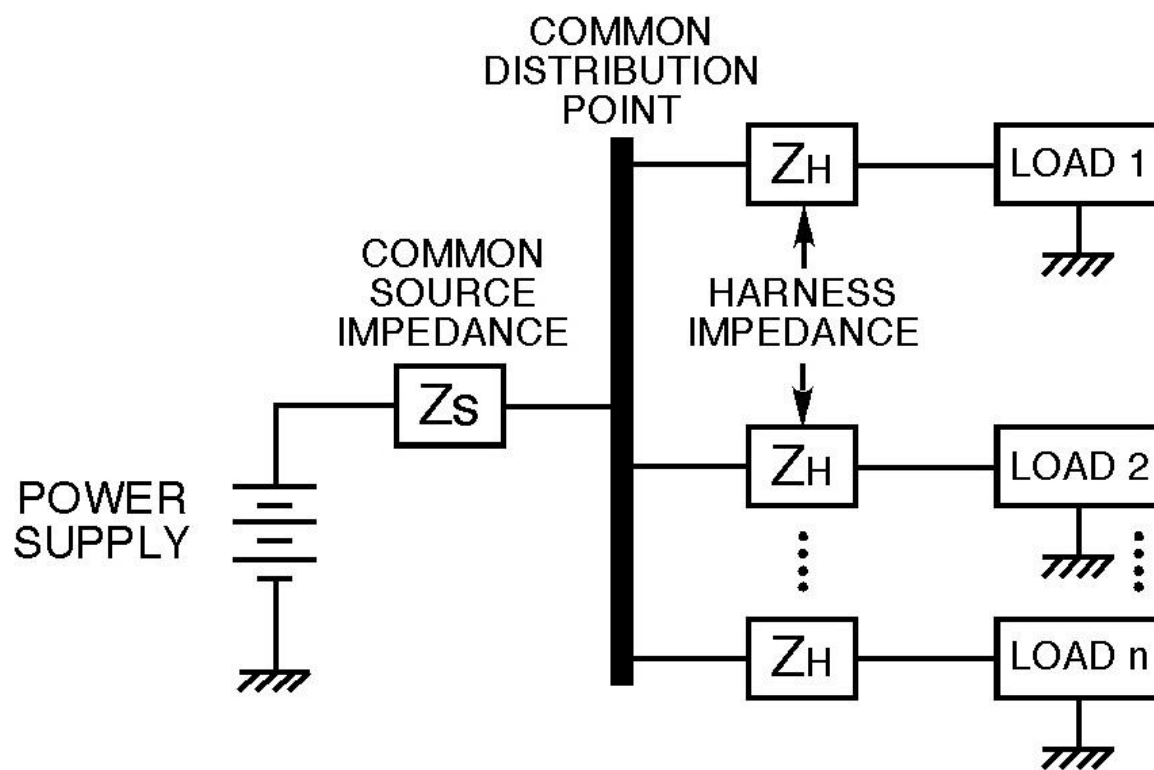 COMMON
DISTRIBUTION
POINT
ZH
LOAD 1
COMMON
SOURCE
IMPEDANCE
HARNESS
IMPEDANCE
ZS
ZH
LOAD 2
POWER
SUPPLY
ZH
LOAD n